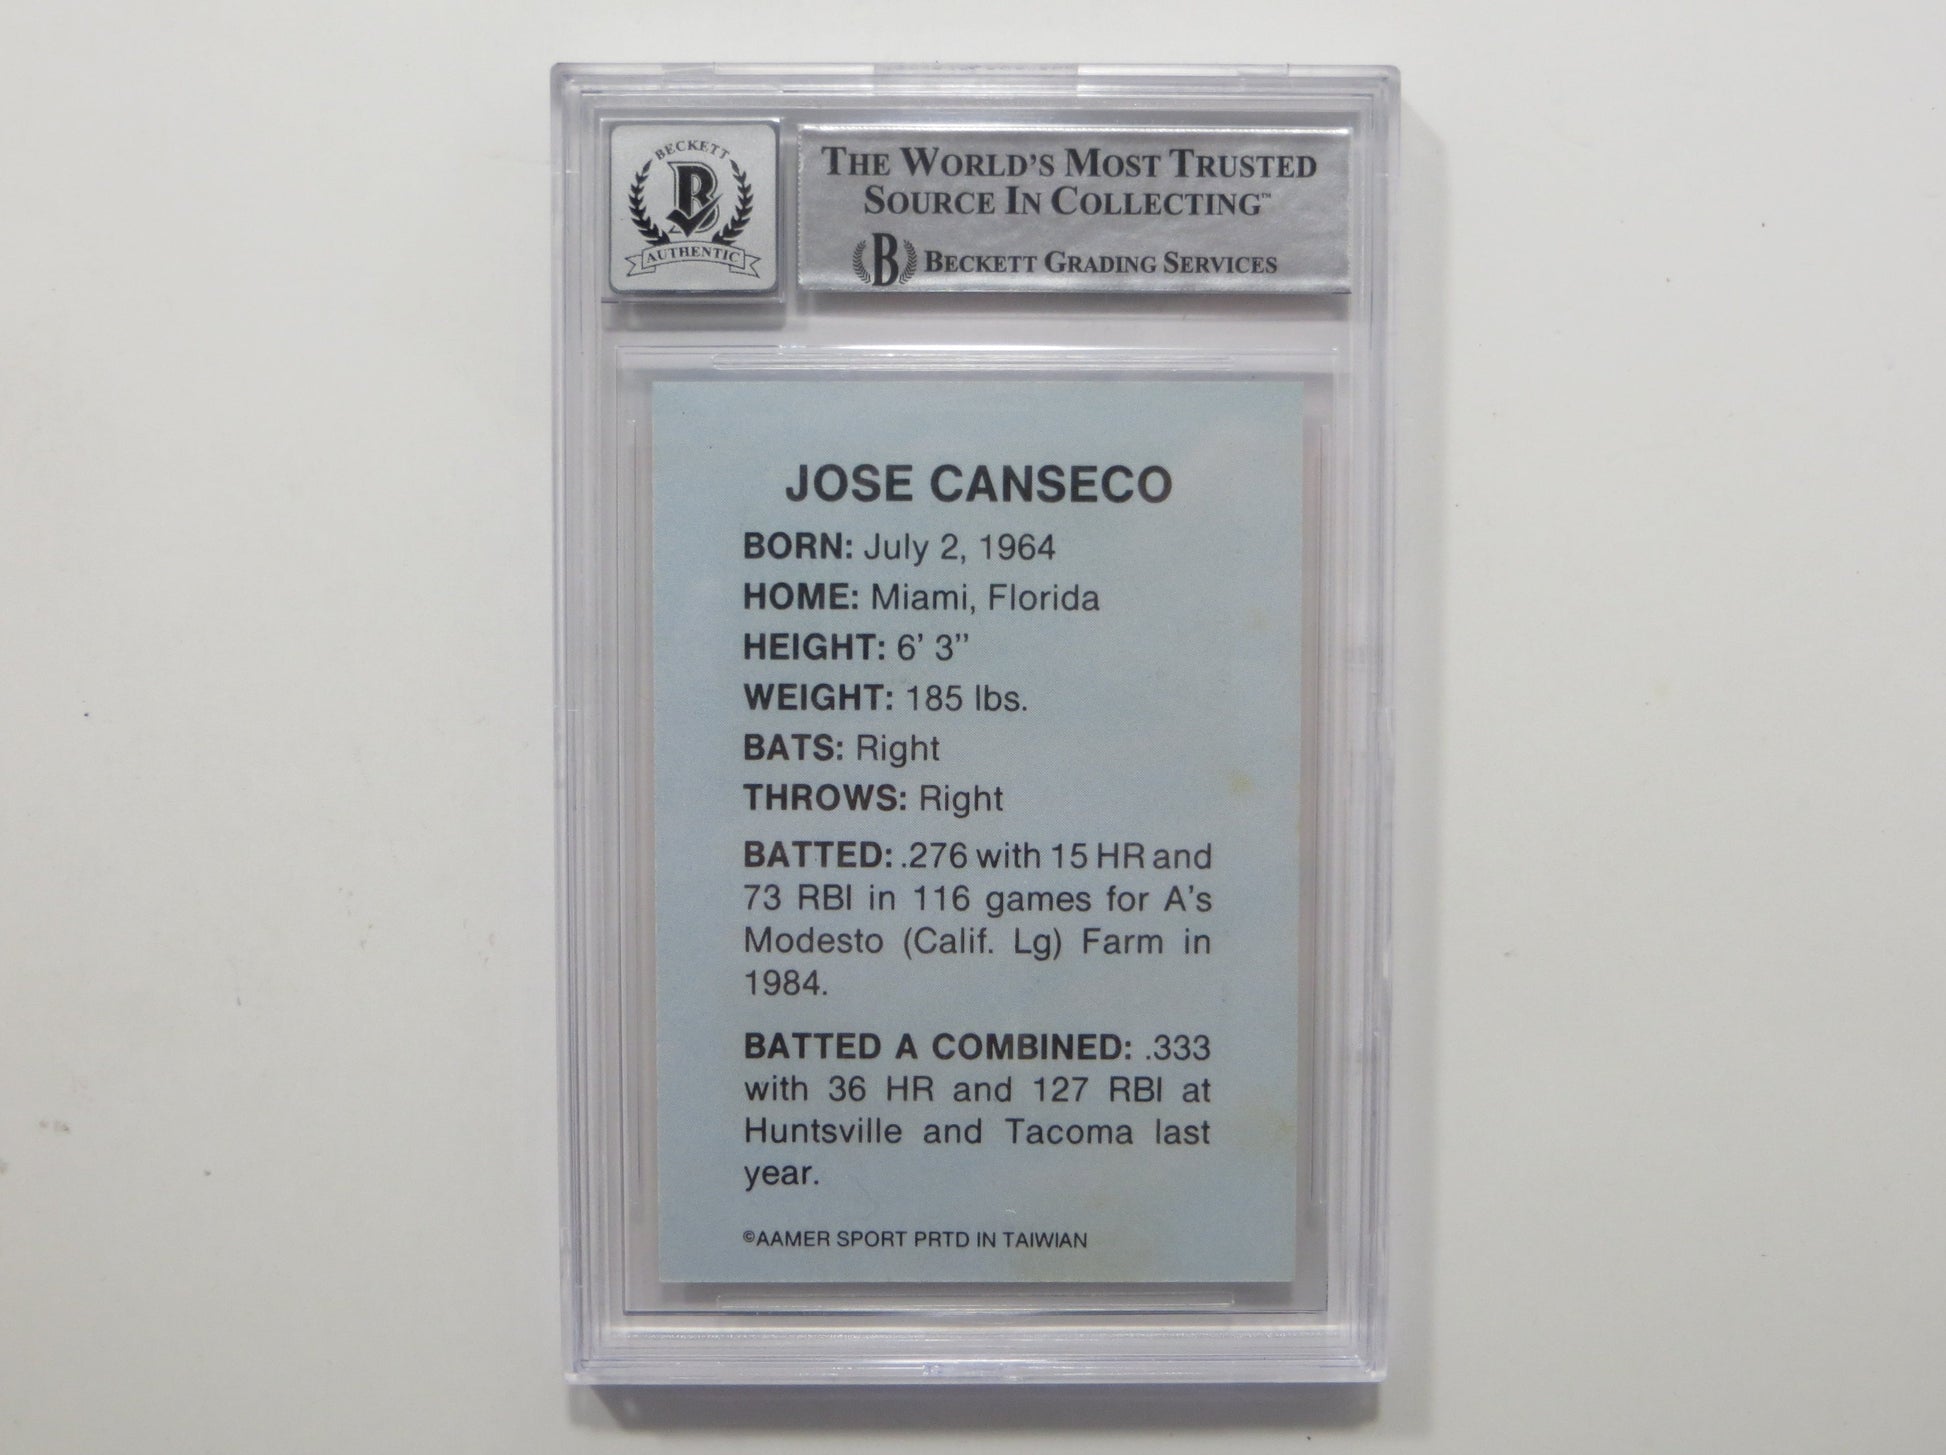 BECKETT
B
AUTHENTIC
THE WORLD'S MOST TRUSTED
SOURCE IN COLLECTING™
B BECKETT GRADING SERVICES
JOSE CANSECO
BORN: July 2, 1964
HOME: Miami, Florida
HEIGHT: 6' 3"
WEIGHT: 185 lbs.
BATS: Right
THROWS: Right
BATTED: .276 with 15 HR and
73 RBI in 116 games for A's
Modesto (Calif. Lg) Farm in
1984.
BATTED A COMBINED: .333
with 36 HR and 127 RBI at
Huntsville and Tacoma last
year.
©AAMER SPORT PRTD IN TAIWIAN